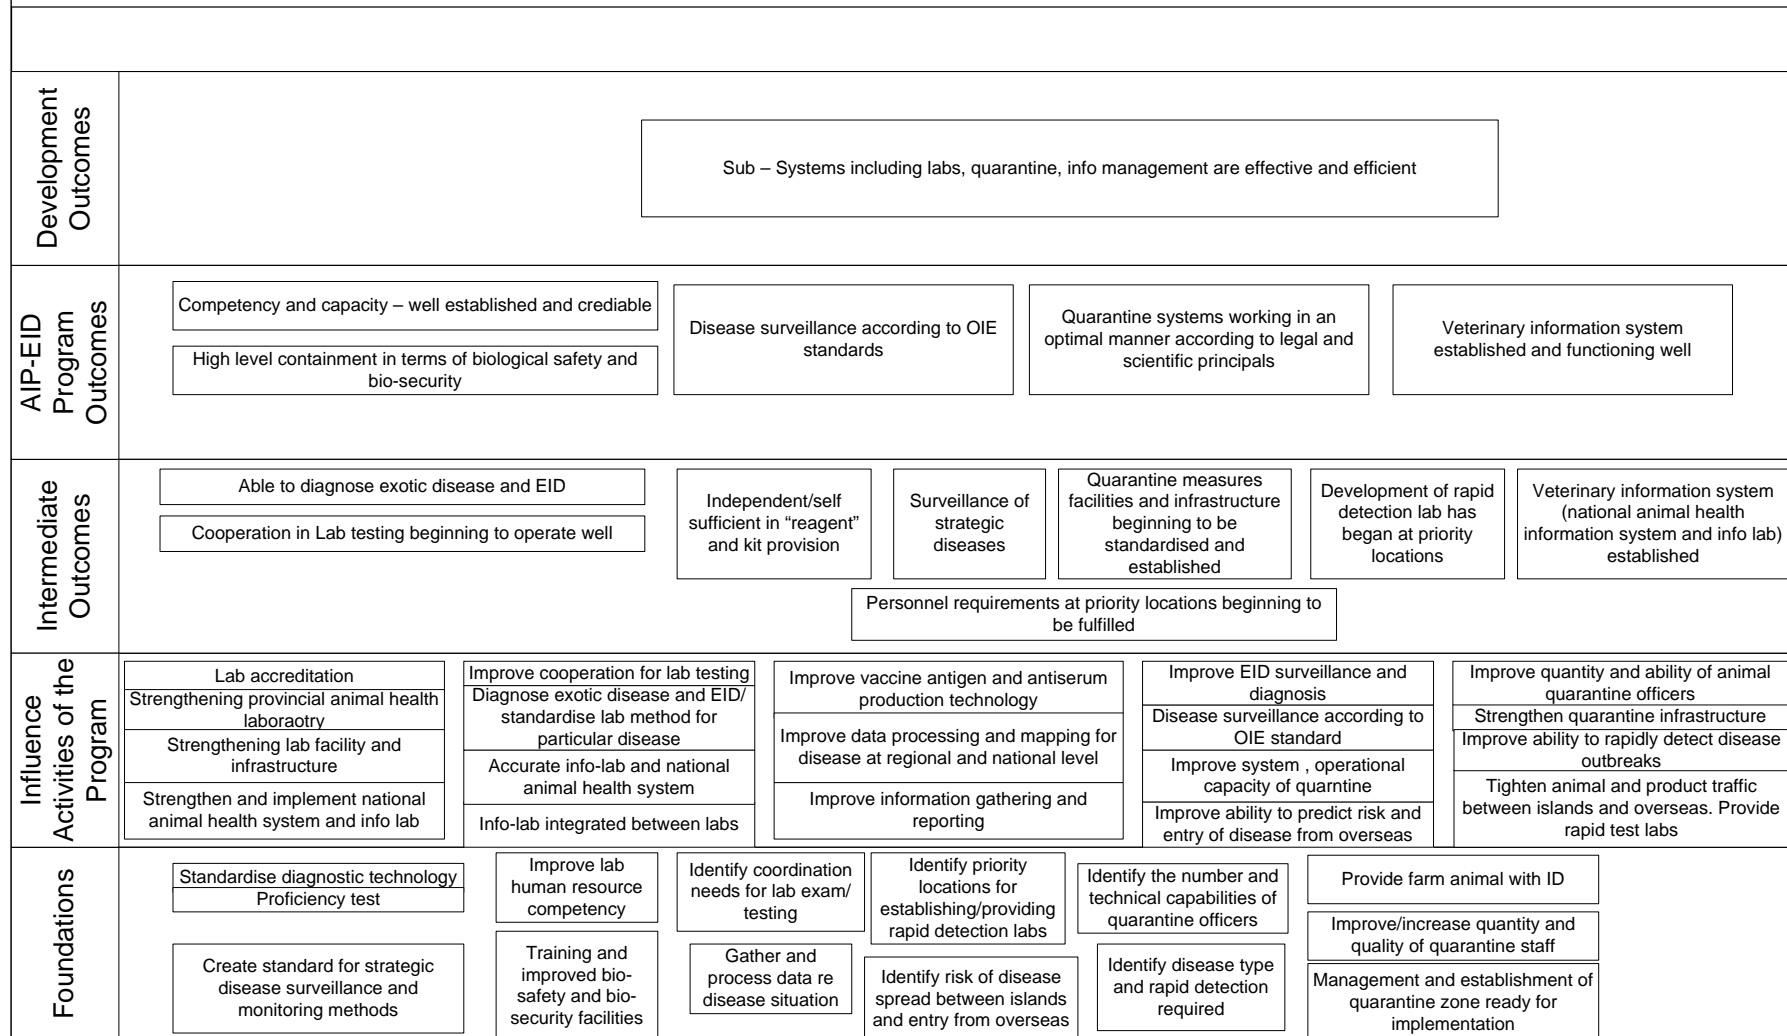 Development
Outcomes
Sub – Systems including labs, quarantine, info management are effective and efficient
AIP-EID
Program
Outcomes
Competency and capacity – well established and crediable
High level containment in terms of biological safety and
bio-security
Disease surveillance according to OIE
standards
Quarantine systems working in an
optimal manner according to legal and
scientific principals
Veterinary information system
established and functioning well
Intermediate
Outcomes
Able to diagnose exotic disease and EID
Cooperation in Lab testing beginning to operate well
Independent/self
sufficient in “reagent”
and kit provision
Surveillance of
strategic
diseases
Quarantine measures
facilities and infrastructure
beginning to be
standardised and
established
Development of rapid
detection lab has
began at priority
locations
Veterinary information system
(national animal health
information system and info lab)
established
Personnel requirements at priority locations beginning to
be fulfilled
Influence
Activities of the
Program
Lab accreditation
Strengthening provincial animal health
laboraotry
Strengthening lab facility and
infrastructure
Strengthen and implement national
animal health system and info lab
Improve cooperation for lab testing
Diagnose exotic disease and EID/
standardise lab method for
particular disease
Accurate info-lab and national
animal health system
Info-lab integrated between labs
Improve vaccine antigen and antiserum
production technology
Improve data processing and mapping for
disease at regional and national level
Improve information gathering and
reporting
Improve EID surveillance and
diagnosis
Disease surveillance according to
OIE standard
Improve system , operational
capacity of quarntine
Improve ability to predict risk and
entry of disease from overseas
Improve quantity and ability of animal
quarantine officers
Strengthen quarantine infrastructure
Improve ability to rapidly detect disease
outbreaks
Tighten animal and product traffic
between islands and overseas. Provide
rapid test labs
Foundations
Standardise diagnostic technology
Proficiency test
Create standard for strategic
disease surveillance and
monitoring methods
Improve lab
human resource
competency
Training and
improved bio-
safety and bio-
security facilities
Identify coordination
needs for lab exam/
testing
Gather and
process data re
disease situation
Identify priority
locations for
establishing/providing
rapid detection labs
Identify risk of disease
spread between islands
and entry from overseas
Identify the number and
technical capabilities of
quarantine officers
Identify disease type
and rapid detection
required
Provide farm animal with ID
Improve/increase quantity and
quality of quarantine staff
Management and establishment of
quarantine zone ready for
implementation